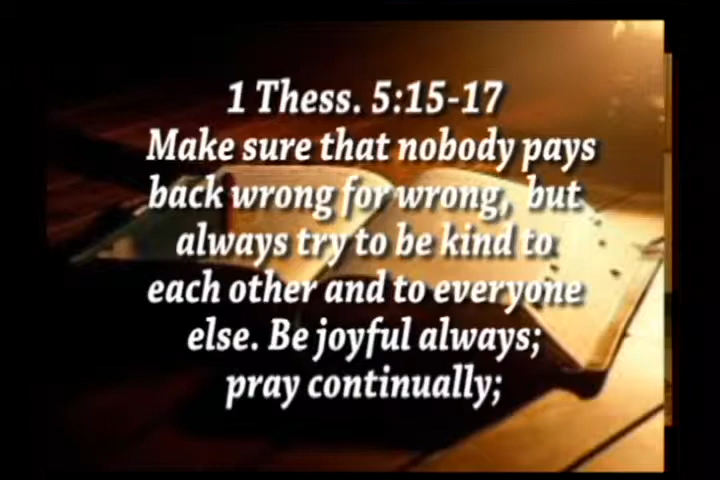 1 Thess. 5:15-17
Make sure that nobody pays
back wrong for wrong, but
always try to be kind to
each other and to everyone
else. Be joyful always;
pray continually;